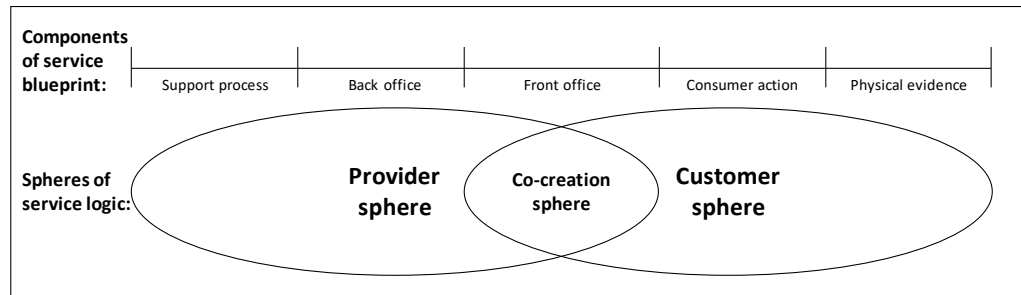 Components
of service
blueprint:
Support process
Back office
Front office
Consumer action
Physical evidence
Spheres of
service logic:
Provider
sphere
Co-creation
sphere
Customer
sphere